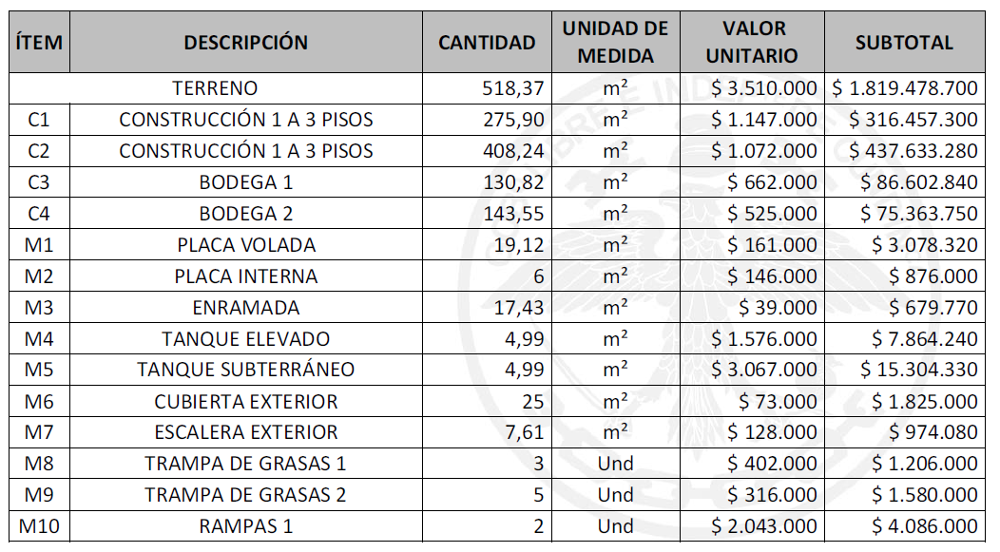 ÍTEM DESCRIPCIÓN CANTIDAD UNIDAD DE MEDIDA VALOR UNITARIO SUBTOTAL
TERRENO 518,37 m² $ 3.510.000 $ 1.819.478.700
C1 CONSTRUCCIÓN 1 A 3 PISOS 275,90 m² $ 1.147.000 $ 316.457.300
C2 CONSTRUCCIÓN 1 A 3 PISOS 408,24 m² $ 1.072.000 $ 437.633.280
C3 BODEGA 1 130,82 m² $ 662.000 $ 86.602.840
C4 BODEGA 2 143,55 m² $ 525.000 $ 75.363.750
M1 PLACA VOLADA 19,12 m² $ 161.000 $ 3.078.320
M2 PLACA INTERNA 6 m² $ 146.000 $ 876.000
M3 ENRAMADA 17,43 m² $ 39.000 $ 679.770
M4 TANQUE ELEVADO 4,99 m² $ 1.576.000 $ 7.864.240
M5 TANQUE SUBTERRÁNEO 4,99 m² $ 3.067.000 $ 15.304.330
M6 CUBIERTA EXTERIOR 25 m² $ 73.000 $ 1.825.000
M7 ESCALERA EXTERIOR 7,61 m² $ 128.000 $ 974.080
M8 TRAMPA DE GRASAS 1 3 Und $ 402.000 $ 1.206.000
M9 TRAMPA DE GRASAS 2 5 Und $ 316.000 $ 1.580.000
M10 RAMPAS 1 2 Und $ 2.043.000 $ 4.086.000